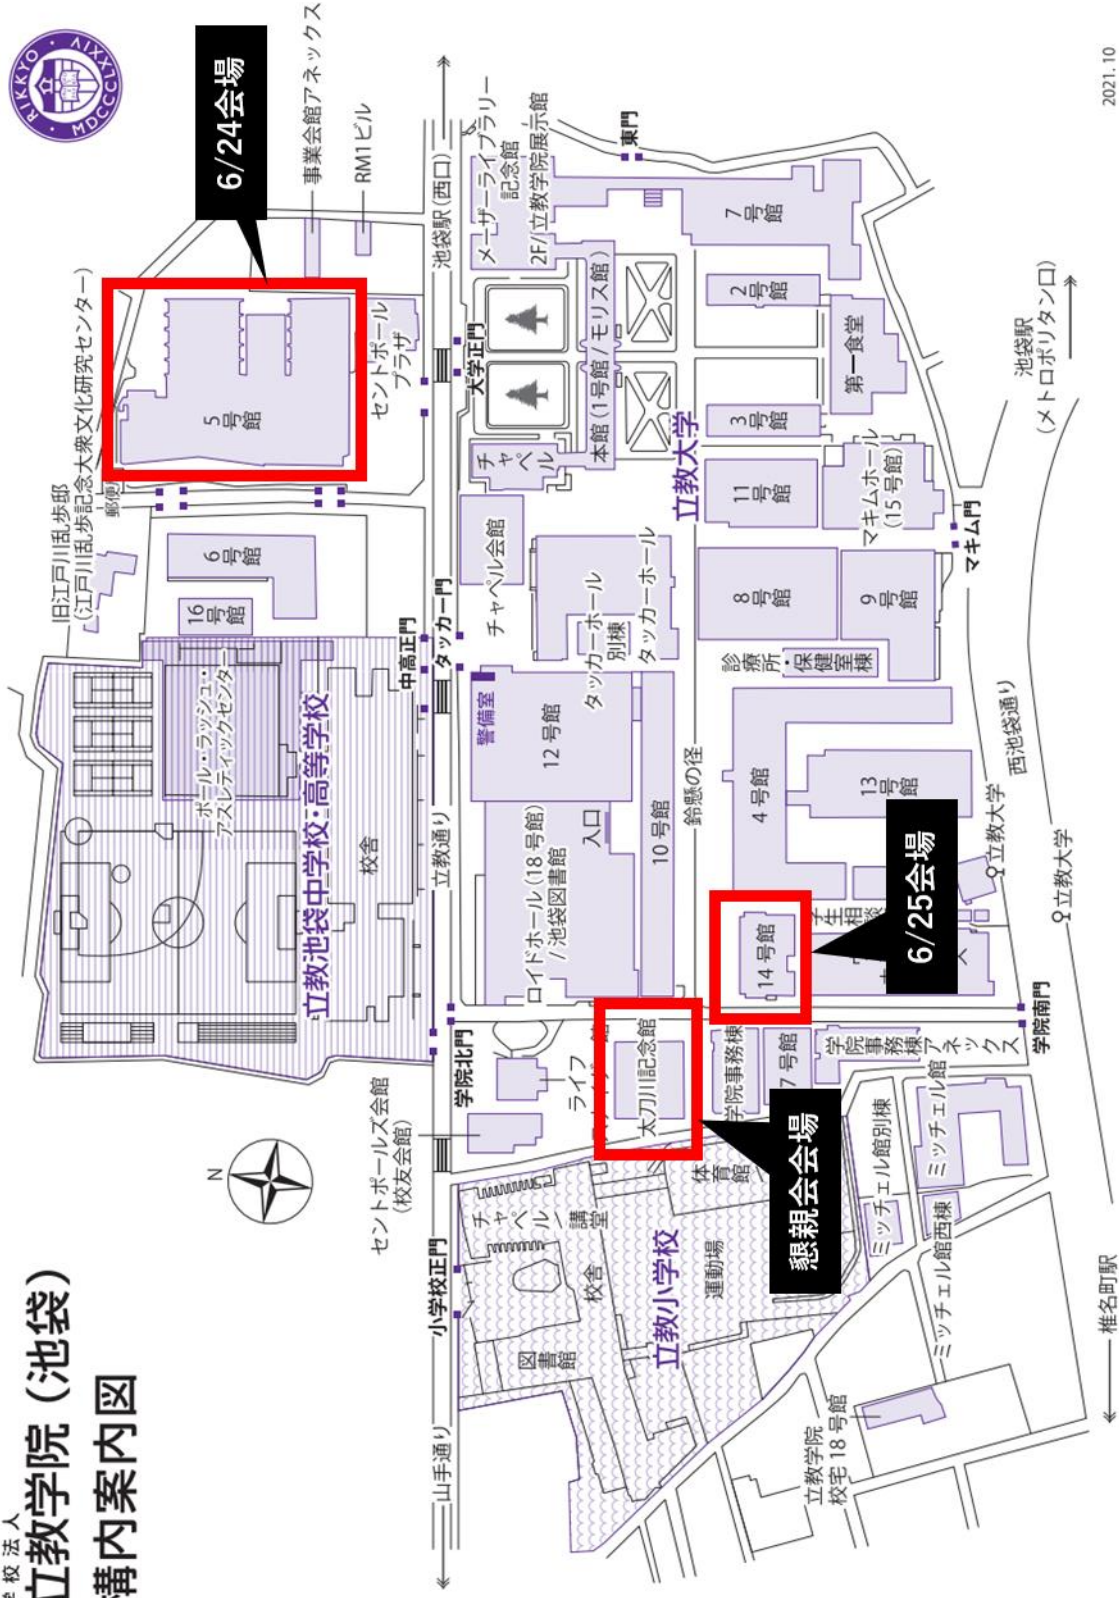 学校法人
立教学院（池袋）
構内案内図
N
RIKKYO・MDCCCLXXIV
2021.10
6/24会場
事業会館アネックス
RM1ビル
旧江戸川乱歩邸
（江戸川乱歩記念大衆文化研究センター）
5号館
セントポール
プラザ
6号館
16号館
ポール・ラッシュ・
アスレティックセンター
立教池袋中学校・高等学校
校舎
山手通り
小学校正門
学院北門
立教通り
中高正門
タッカー門
大学正門
池袋駅（西口）
セントポールズ会館
（校友会館）
メーザーライブラリー
記念館
2F/立教学院展示館
東門
本館（1号館/モリス館）
チャペル
チャペル会館
タッカーホール
別棟
タッカーホール
警備室
12号館
ロイドホール（18号館）
/池袋図書館
入口
10号館
鈴懸の径
立教大学
7号館
2号館
3号館
11号館
第一食堂
マキムホール
（15号館）
8号館
9号館
診療所・保健室棟
4号館
13号館
14号館
6/25会場
学生相談
ライフ
太刀川記念館
懇親会会場
学院事務棟
7号館
学院事務棟
アネックス
チャペル/講堂
校舎
図書館
立教小学校
運動場
体育館
ミッチェル館別棟
ミッチェル館
ミッチェル館西棟
立教学院
校宅18号館
学院南門
マキム門
西池袋通り
立教大学
立教大学
池袋駅
（メトロポリタン口）
椎名町駅